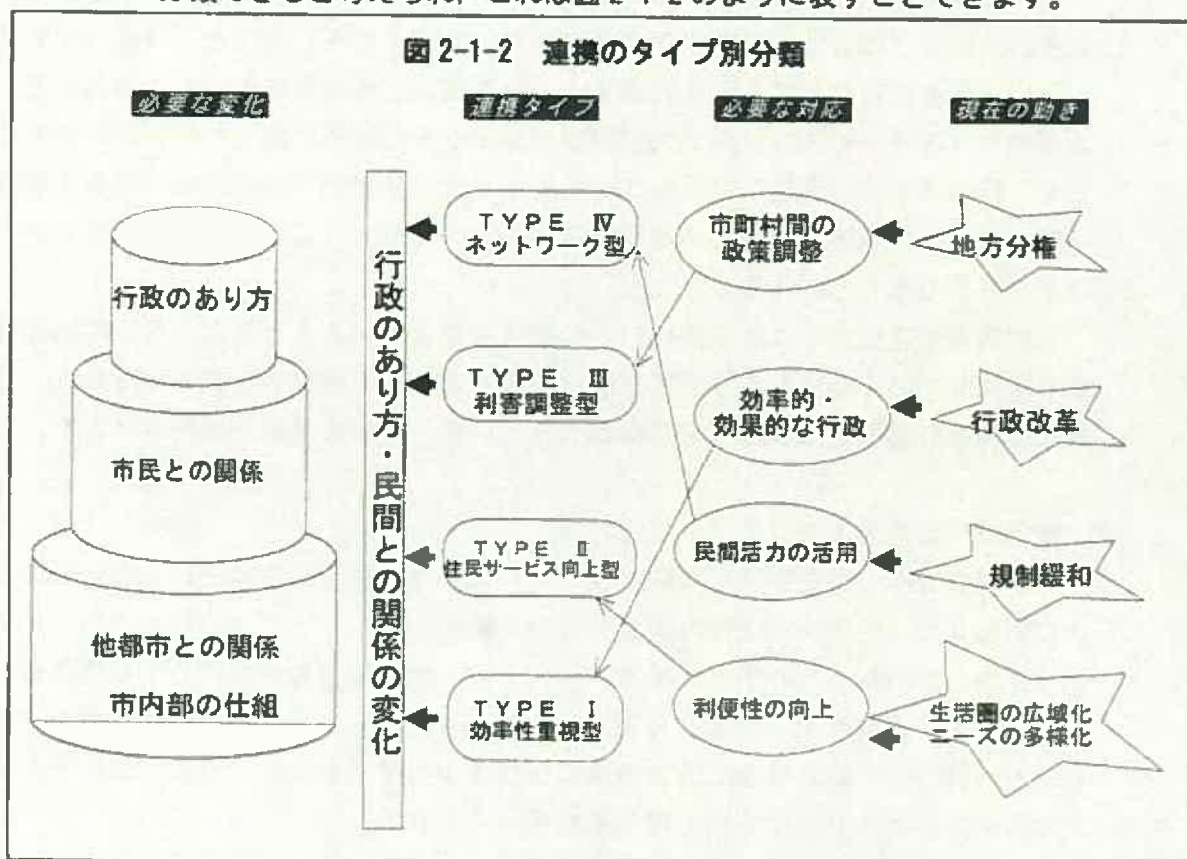 図2-1-2 連携のタイプ別分類
必要な変化
連携タイプ
必要な対応
現在の動き
行政のあり方
市民との関係
他都市との関係
市内部の仕組
行政のあり方・民間との関係の変化
TYPE Ⅳ
ネットワーク型
TYPE Ⅲ
利害調整型
TYPE Ⅱ
住民サービス向上型
TYPE Ⅰ
効率性重視型
市町村間の
政策調整
効率的・
効果的な行政
民間活力の活用
利便性の向上
地方分権
行政改革
規制緩和
生活圏の広域化
ニーズの多様化